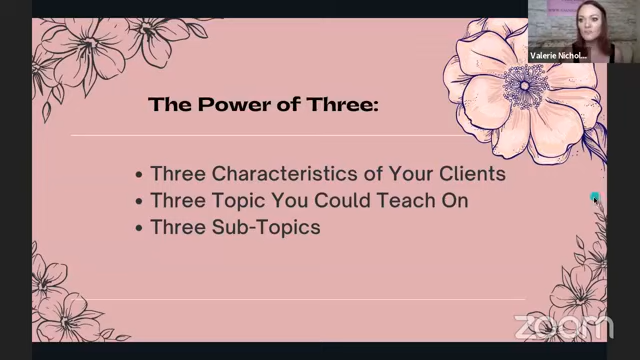 The Power of Three:
Three Characteristics of Your Clients
Three Topic You Could Teach On
Three Sub-Topics
Valerie Nichol...
zoom